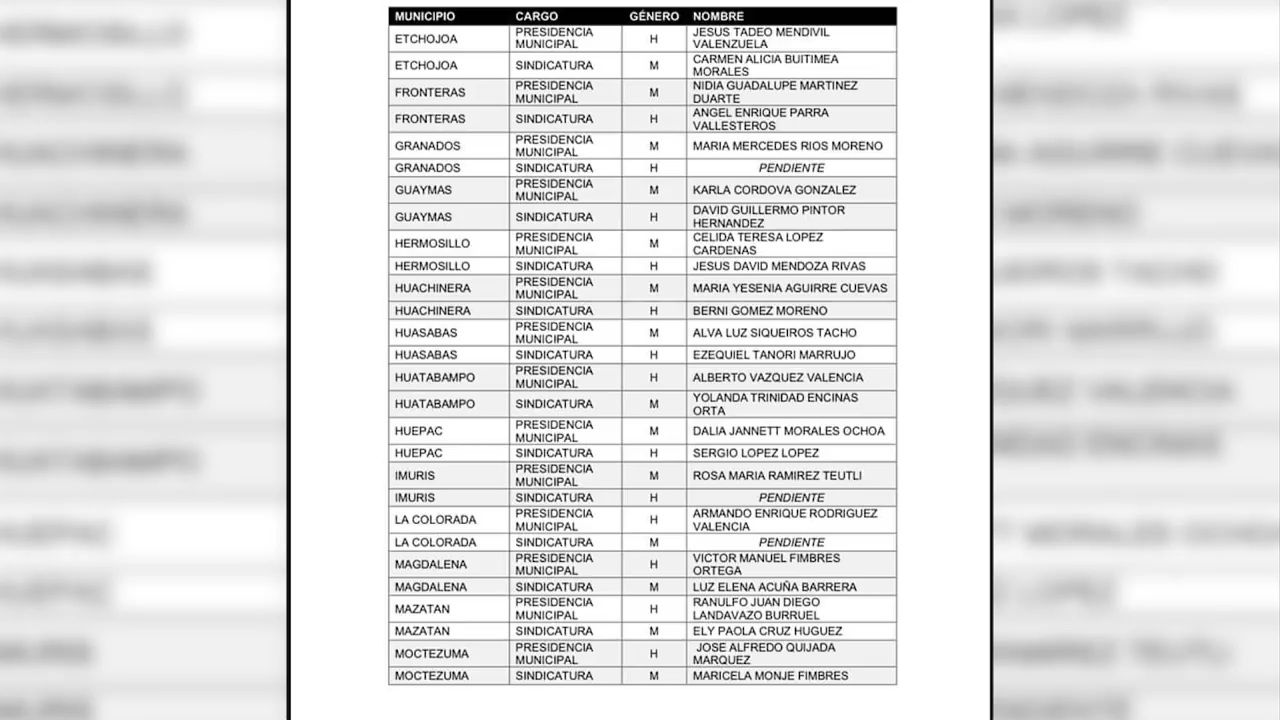 MUNICIPIO CARGO GÉNERO NOMBRE
ETCHOJOA PRESIDENCIA MUNICIPAL H JESUS TADEO MENDIVIL VALENZUELA
ETCHOJOA SINDICATURA M CARMEN ALICIA BUITIMEA MORALES
FRONTERAS PRESIDENCIA MUNICIPAL M NIDIA GUADALUPE MARTINEZ DUARTE
FRONTERAS SINDICATURA H ANGEL ENRIQUE PARRA VALLESTEROS
GRANADOS PRESIDENCIA MUNICIPAL M MARIA MERCEDES RIOS MORENO
GRANADOS SINDICATURA H PENDIENTE
GUAYMAS PRESIDENCIA MUNICIPAL M KARLA CORDOVA GONZALEZ
GUAYMAS SINDICATURA H DAVID GUILLERMO PINTOR HERNANDEZ
HERMOSILLO PRESIDENCIA MUNICIPAL M CELIDA TERESA LOPEZ CARDENAS
HERMOSILLO SINDICATURA H JESUS DAVID MENDOZA RIVAS
HUACHINERA PRESIDENCIA MUNICIPAL M MARIA YESENIA AGUIRRE CUEVAS
HUACHINERA SINDICATURA H BERNI GOMEZ MORENO
HUASABAS PRESIDENCIA MUNICIPAL M ALVA LUZ SIQUEIROS TACHO
HUASABAS SINDICATURA H EZEQUIEL TANORI MARRUJO
HUATABAMPO PRESIDENCIA MUNICIPAL H ALBERTO VAZQUEZ VALENCIA
HUATABAMPO SINDICATURA M YOLANDA TRINIDAD ENCINAS ORTA
HUEPAC PRESIDENCIA MUNICIPAL M DALIA JANNETT MORALES OCHOA
HUEPAC SINDICATURA H SERGIO LOPEZ LOPEZ
IMURIS PRESIDENCIA MUNICIPAL M ROSA MARIA RAMIREZ TEUTLI
IMURIS SINDICATURA H PENDIENTE
LA COLORADA PRESIDENCIA MUNICIPAL H ARMANDO ENRIQUE RODRIGUEZ VALENCIA
LA COLORADA SINDICATURA M PENDIENTE
MAGDALENA PRESIDENCIA MUNICIPAL H VICTOR MANUEL FIMBRES ORTEGA
MAGDALENA SINDICATURA M LUZ ELENA ACUÑA BARRERA
MAZATAN PRESIDENCIA MUNICIPAL H RANULFO JUAN DIEGO LANDAVAZO BURRUEL
MAZATAN SINDICATURA M ELY PAOLA CRUZ HUGUEZ
MOCTEZUMA PRESIDENCIA MUNICIPAL H JOSE ALFREDO QUIJADA MARQUEZ
MOCTEZUMA SINDICATURA M MARICELA MONJE FIMBRES